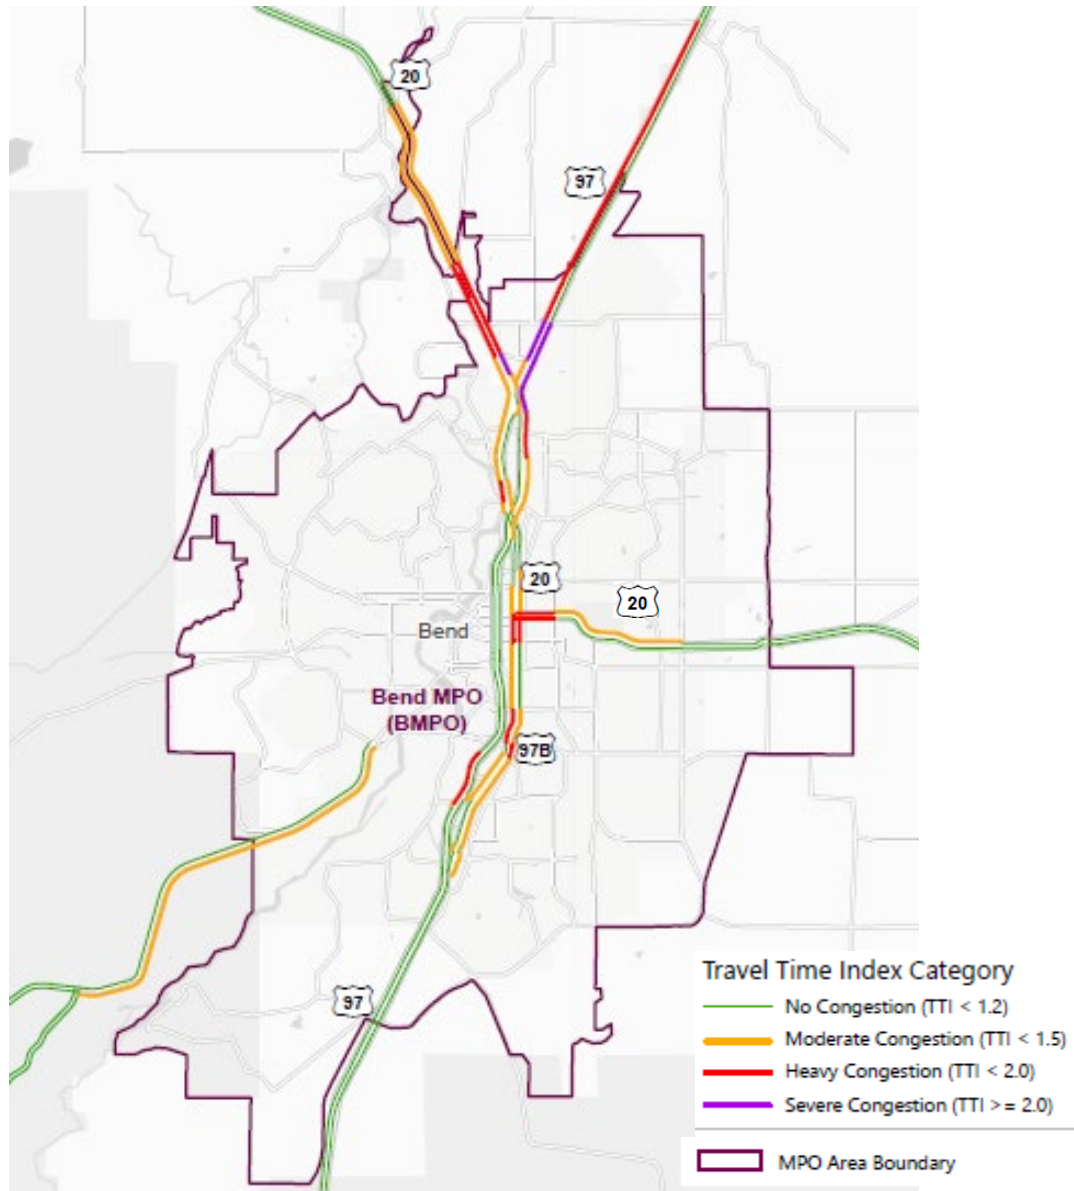 20
97
20
20
Bend
Bend MPO
(BMPO)
97B
97
Travel Time Index Category
No Congestion (TTI < 1.2)
Moderate Congestion (TTI < 1.5)
Heavy Congestion (TTI < 2.0)
Severe Congestion (TTI >= 2.0)
MPO Area Boundary